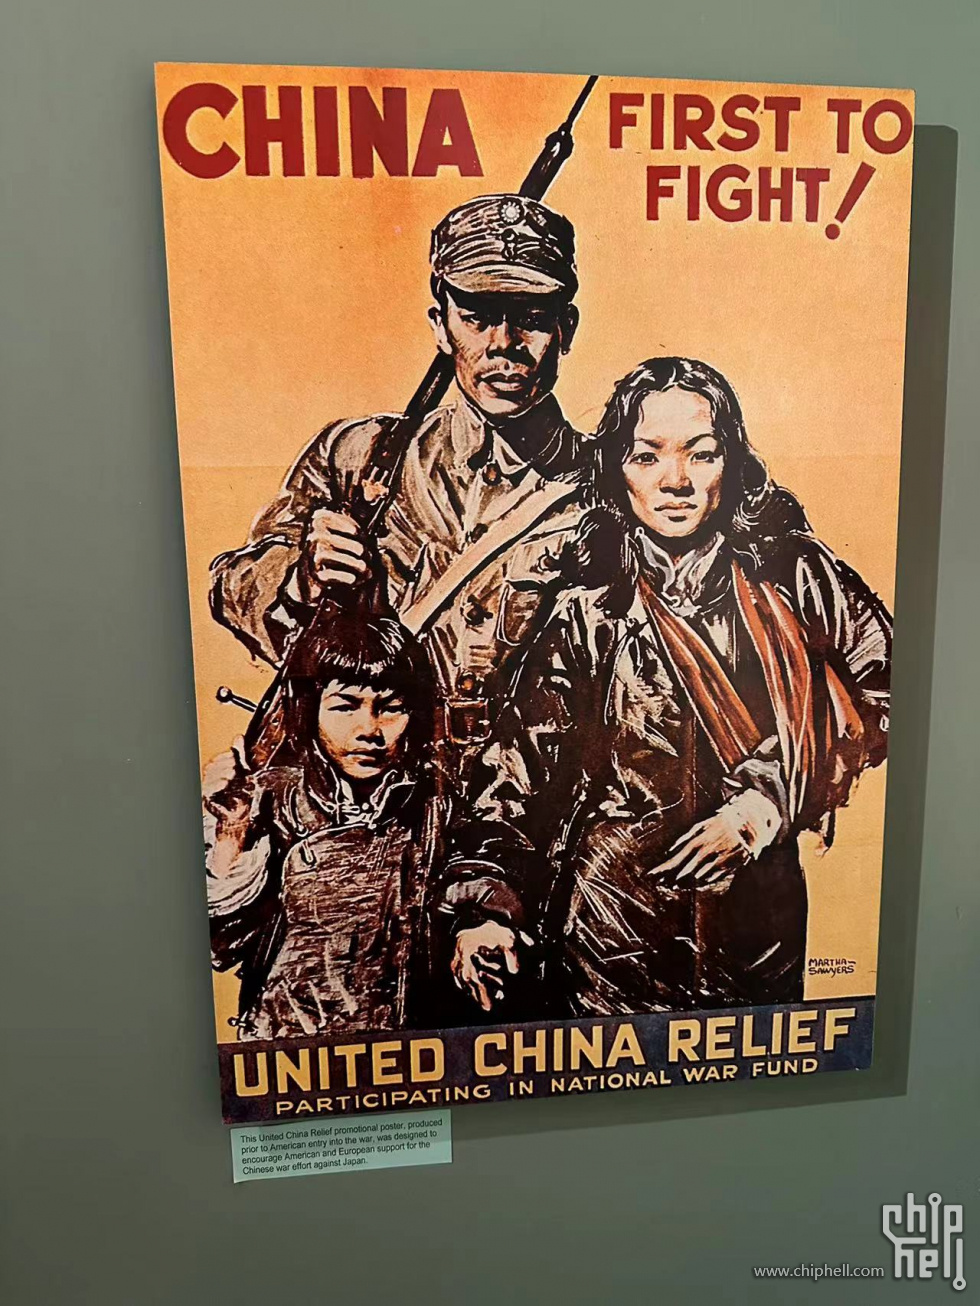 CHINA
FIRST TO
FIGHT!
MARTHA
SAWYERS
UNITED CHINA RELIEF
PARTICIPATING IN NATIONAL WAR FUND
This United China Relief promotional poster, produced
prior to American entry into the war, was designed to
encourage American and European support for the
Chinese war effort against Japan.
chip
hell
www.chiphell.com